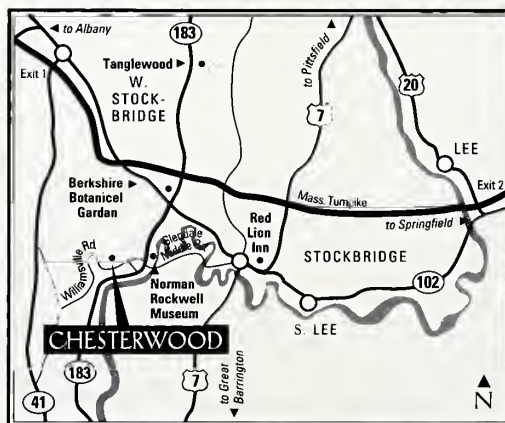 to Albany
183
to Pittsfield
Tanglewood
Exit 1
W.
STOCK-
BRIDGE
20
7
LEE
Berkshire
Botanicel
Gardan
Mass. Turnpike
Exit 2
to Springfield
Red
Lion
Inn
STOCKBRIDGE
Williamsville Rd
Glendale
Middle R
Norman
Rockwell
Museum
102
S. LEE
CHESTERWOOD
183
7
to Great
Barrington
41
N